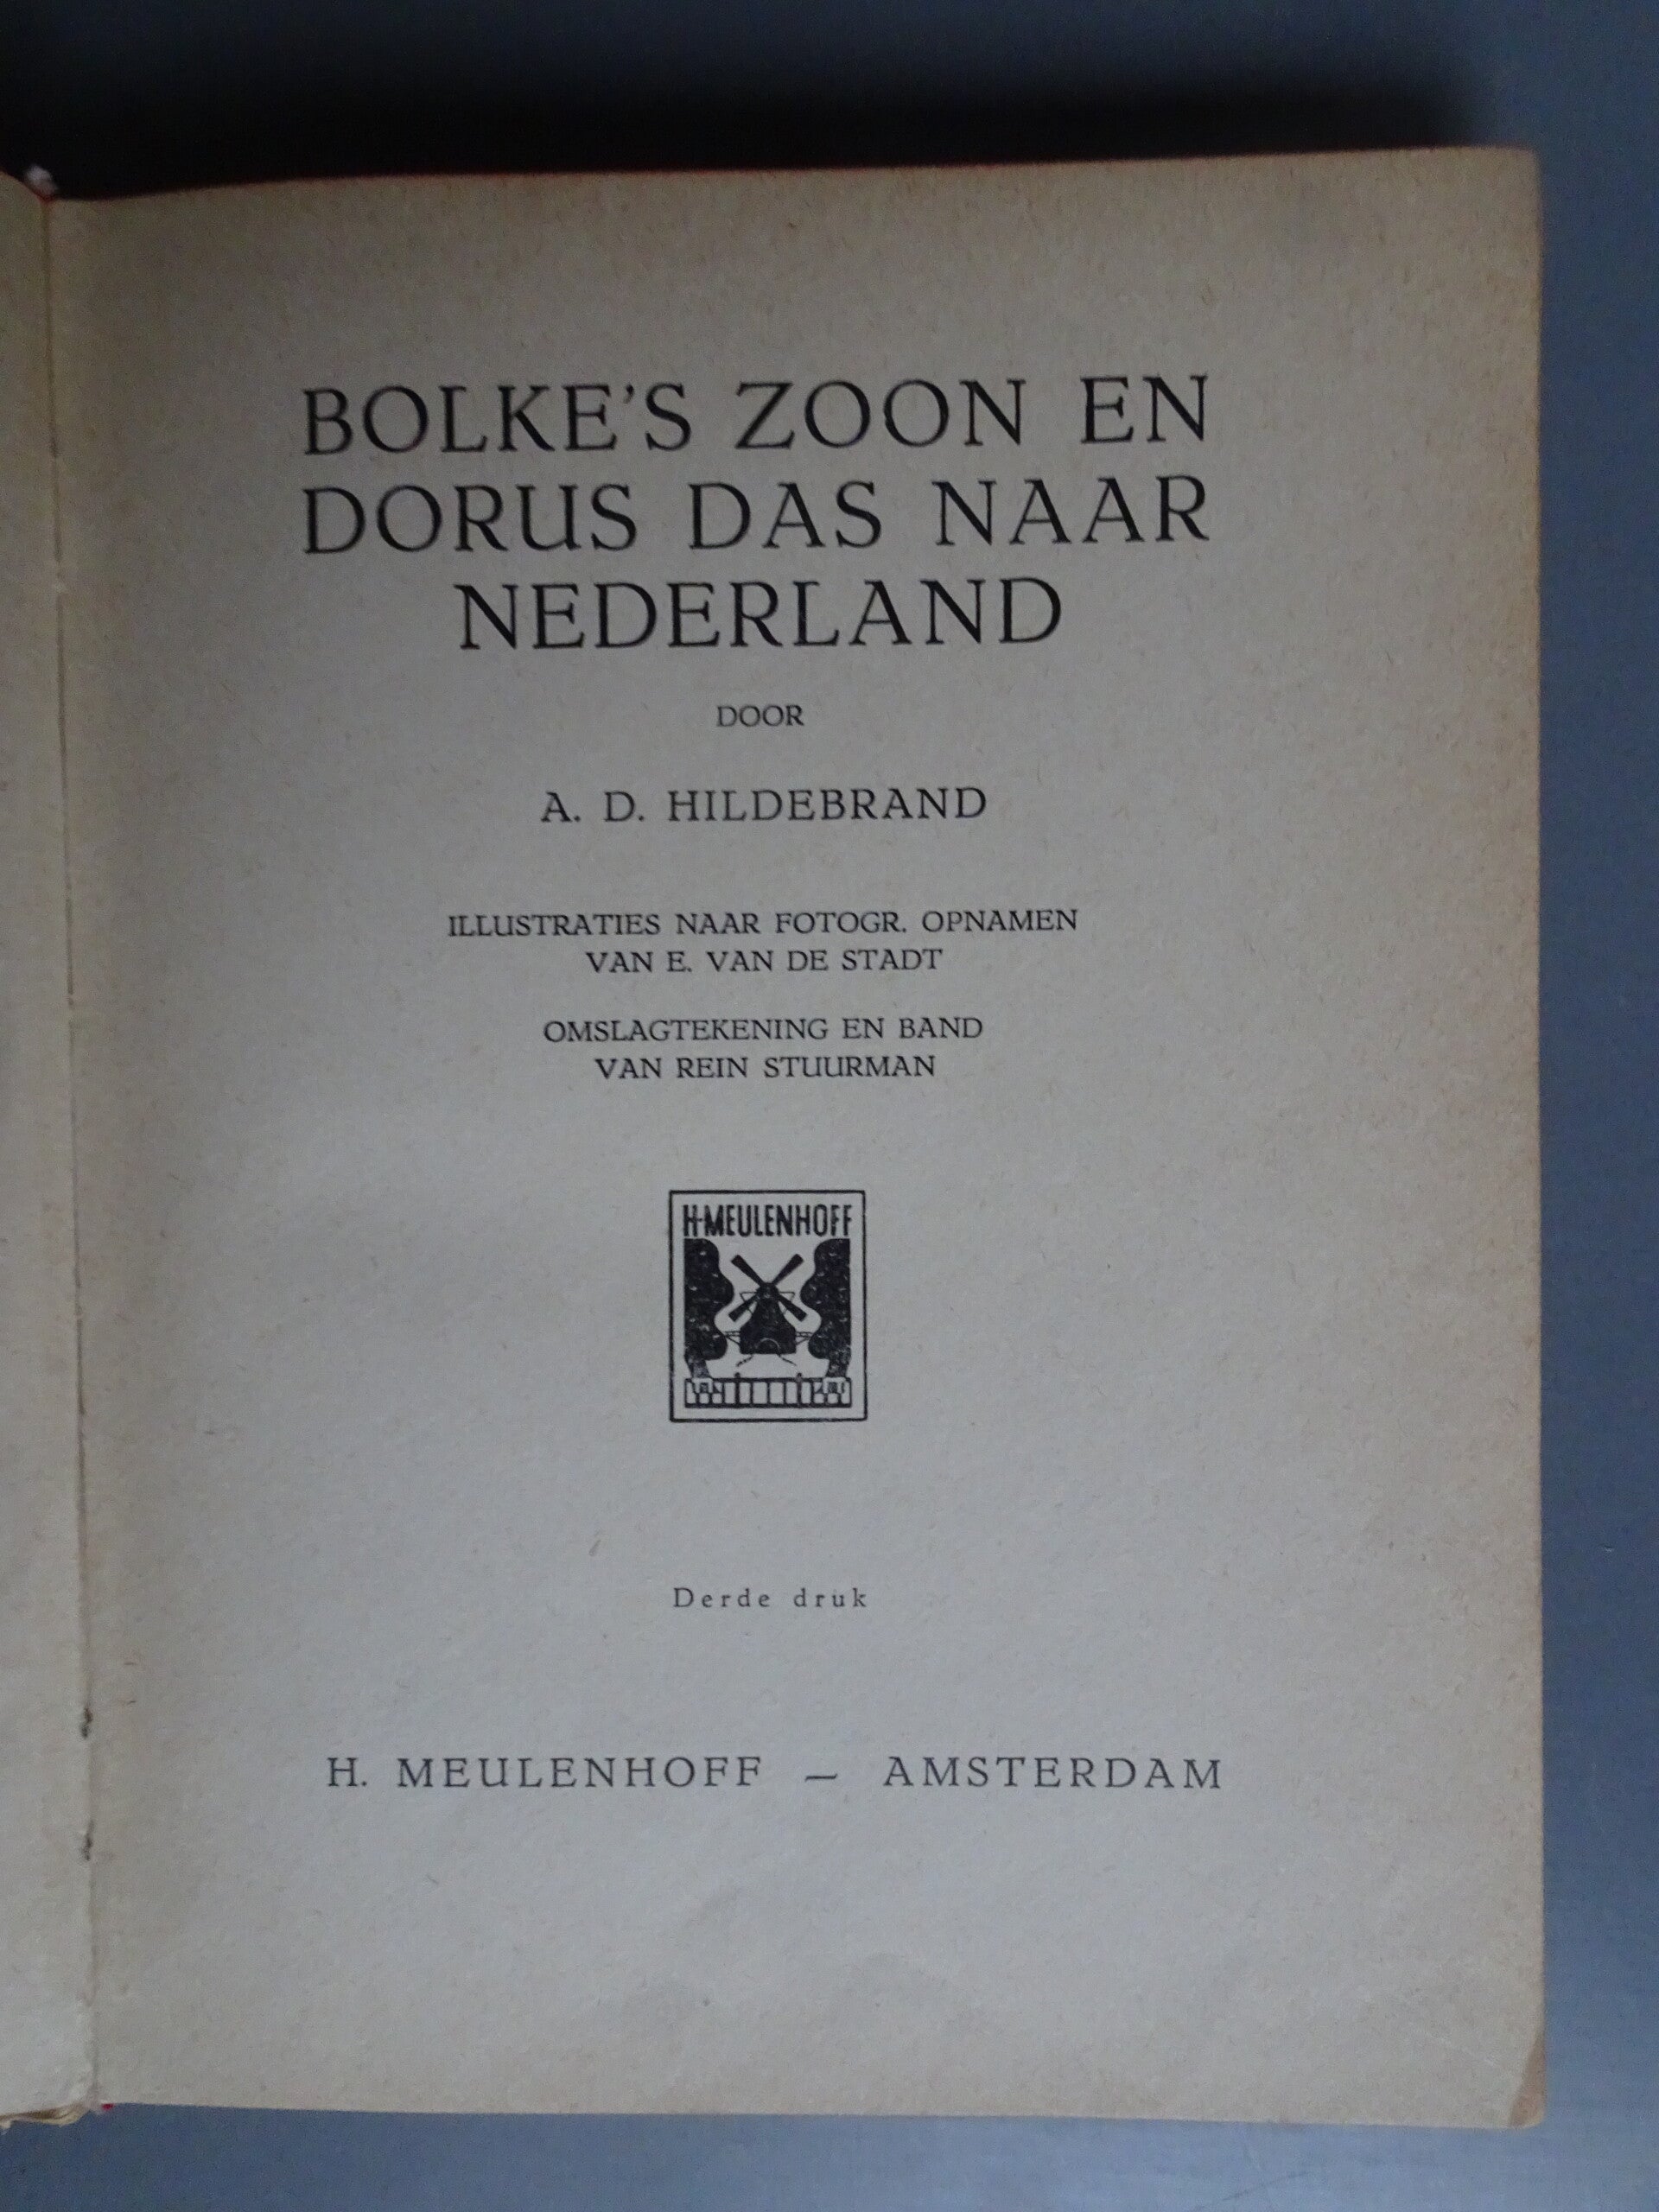 BOLKE'S ZOON EN
DORUS DAS NAAR
NEDERLAND
DOOR
A. D. HILDEBRAND
ILLUSTRATIES NAAR FOTOGR. OPNAMEN
VAN E. VAN DE STADT
OMSLAGTEKENING EN BAND
VAN REIN STUURMAN
H·MEULENHOFF
Derde druk
H. MEULENHOFF — AMSTERDAM